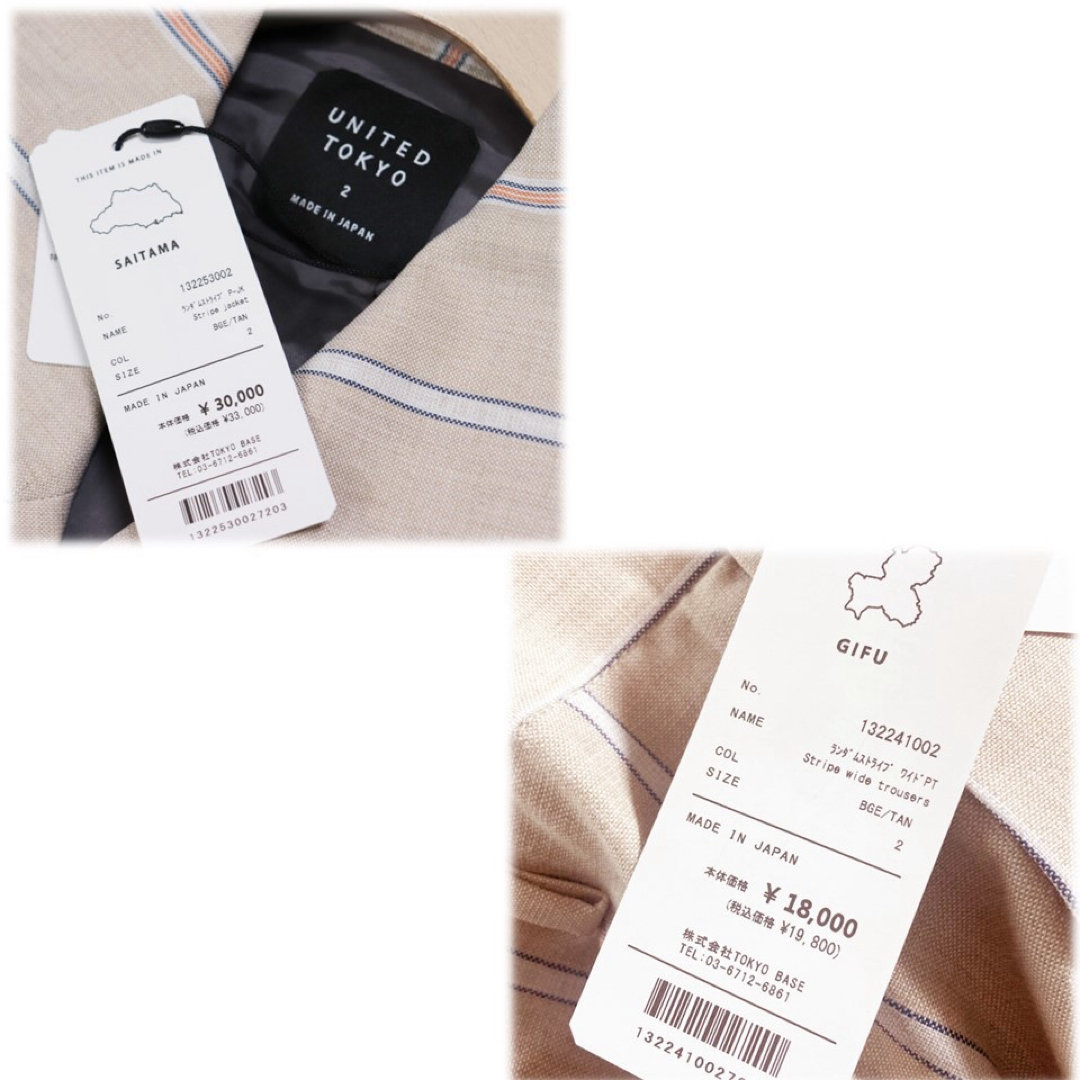 UNITED
TOKYO
2
MADE IN JAPAN
THIS ITEM IS MADE IN
SAITAMA
No. 132253002
NAME ﾗﾝﾀﾞﾑｽﾄﾗｲﾌﾟ P-JK
Stripe jacket
COL BGE/TAN
SIZE 2
MADE IN JAPAN
本体価格 ¥ 30,000
(税込価格 ¥33,000)
株式会社TOKYO BASE
TEL:03-6712-6861
1322530027203
GIFU
No. 132241002
NAME ﾗﾝﾀﾞﾑｽﾄﾗｲﾌﾟ ﾜｲﾄﾞPT
Stripe wide trousers
COL BGE/TAN
SIZE 2
MADE IN JAPAN
本体価格 ¥ 18,000
(税込価格 ¥19,800)
株式会社TOKYO BASE
TEL:03-6712-6861
132241002